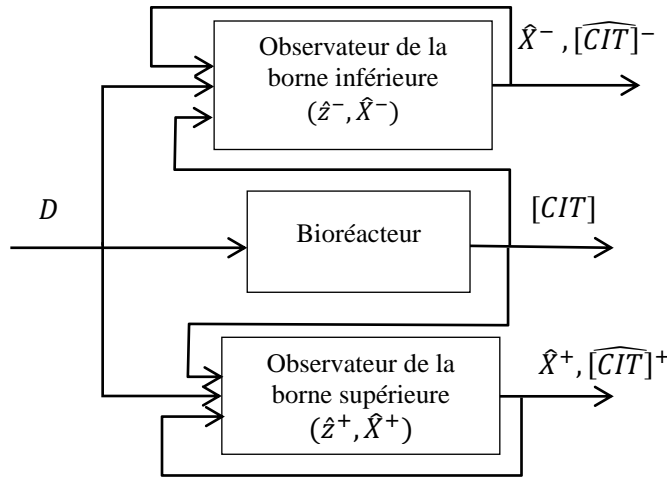 Observateur de la
borne inférieure
(ẑ⁻, X̂⁻)
X̂⁻ , [CIT]̂⁻
D
Bioréacteur
[CIT]
Observateur de la
borne supérieure
(ẑ⁺, X̂⁺)
X̂⁺, [CIT]̂⁺